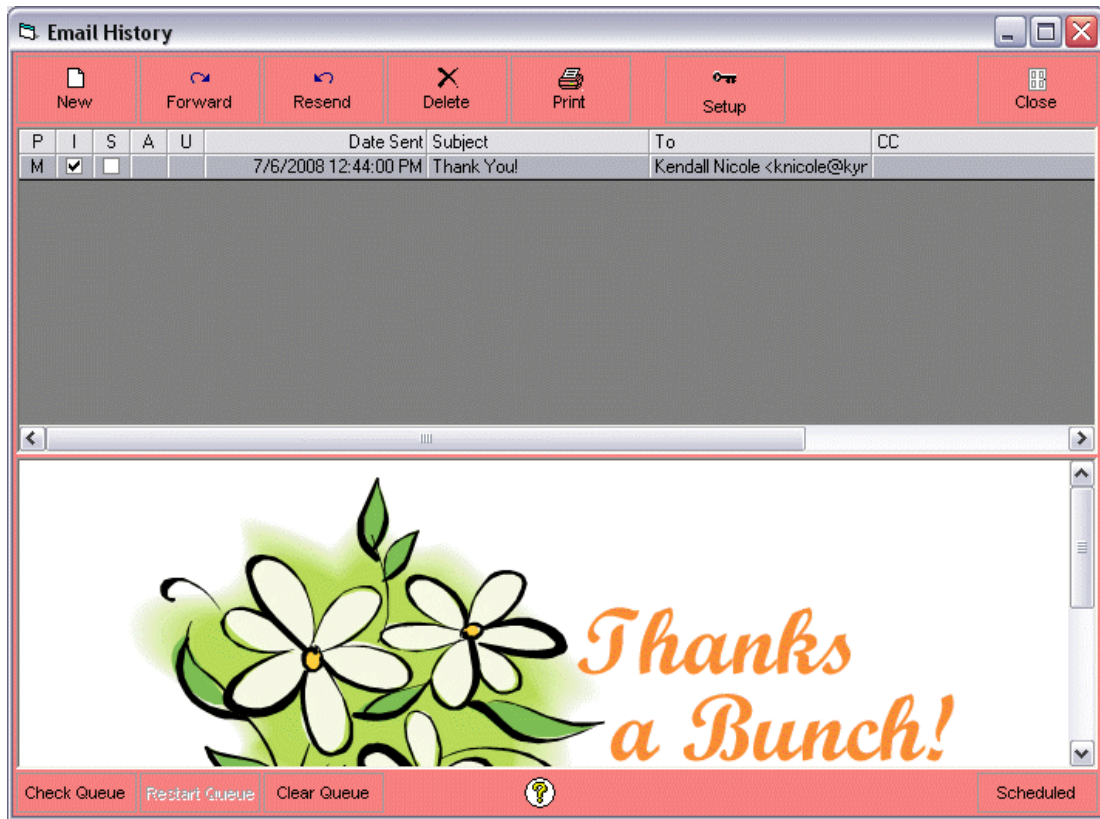 Email History
New Forward Resend Delete Print Setup Close
P I S A U Date Sent Subject To CC
M 7/6/2008 12:44:00 PM Thank You! Kendall Nicole <knicole@kyr
Thanks
a Bunch!
Check Queue Restart Queue Clear Queue ? Scheduled